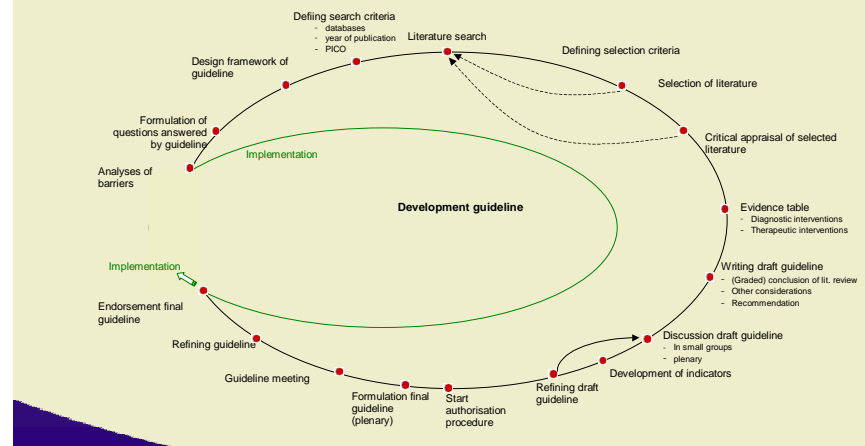 Defiing search criteria
- databases
- year of publication
- PICO
Literature search
Defining selection criteria
Design framework of
guideline
Selection of literature
Formulation of
questions answered
by guideline
Critical appraisal of selected
literature
Implementation
Analyses of
barriers
Development guideline
Evidence table
- Diagnostic interventions
- Therapeutic interventions
Implementation
Writing draft guideline
- (Graded) conclusion of lit. review
- Other considerations
- Recommendation
Endorsement final
guideline
Discussion draft guideline
- In small groups
- plenary
Refining guideline
Development of indicators
Guideline meeting
Refining draft
guideline
Formulation final
guideline
(plenary)
Start
authorisation
procedure